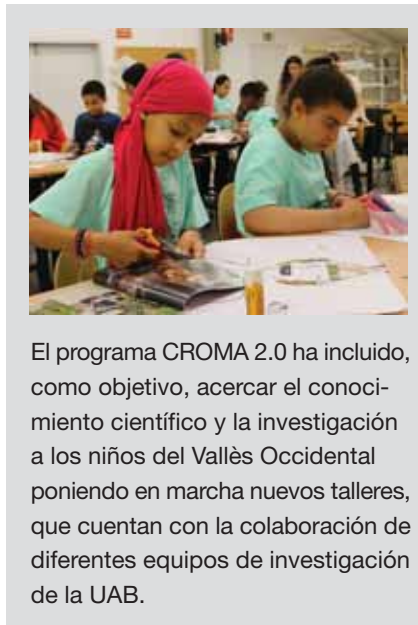 El programa CROMA 2.0 ha incluido,
como objetivo, acercar el conoci-
miento científico y la investigación
a los niños del Vallès Occidental
poniendo en marcha nuevos talleres,
que cuentan con la colaboración de
diferentes equipos de investigación
de la UAB.